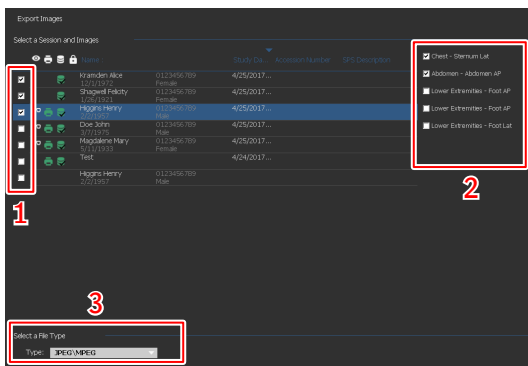 Export Images
Select a Session and Images
Name Study Da... Accession Number SPS Description
Kramden Alice 0123456789 4/25/2017...
12/1/1972 Female
Shagwell Felicity 0123456789 4/25/2017...
1/26/1921 Female
Higgins Henry 0123456789 4/25/2017...
2/2/1957 Male
Doe John 0123456789 4/25/2017...
3/7/1975 Male
Magdalene Mary 0123456789 4/25/2017...
5/11/1933 Female
Test 4/24/2017...
Higgins Henry 0123456789
2/2/1957 Male
Chest - Sternum Lat
Abdomen - Abdomen AP
Lower Extremities - Foot AP
Lower Extremities - Foot AP
Lower Extremities - Foot Lat
1
2
3
Select a File Type
Type: JPEG\MPEG